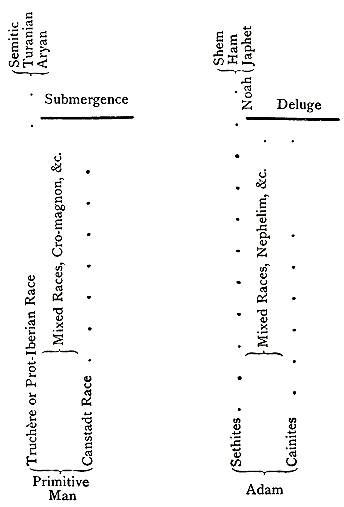 Semitic
Turanian
Aryan
Submergence
Mixed Races, Cro-magnon, &c.
Truchère or Prot-Iberian Race
Canstadt Race
Primitive
Man
Shem
Ham
Japhet
Noah
Deluge
Mixed Races, Nephelim, &c.
Sethites
Cainites
Adam